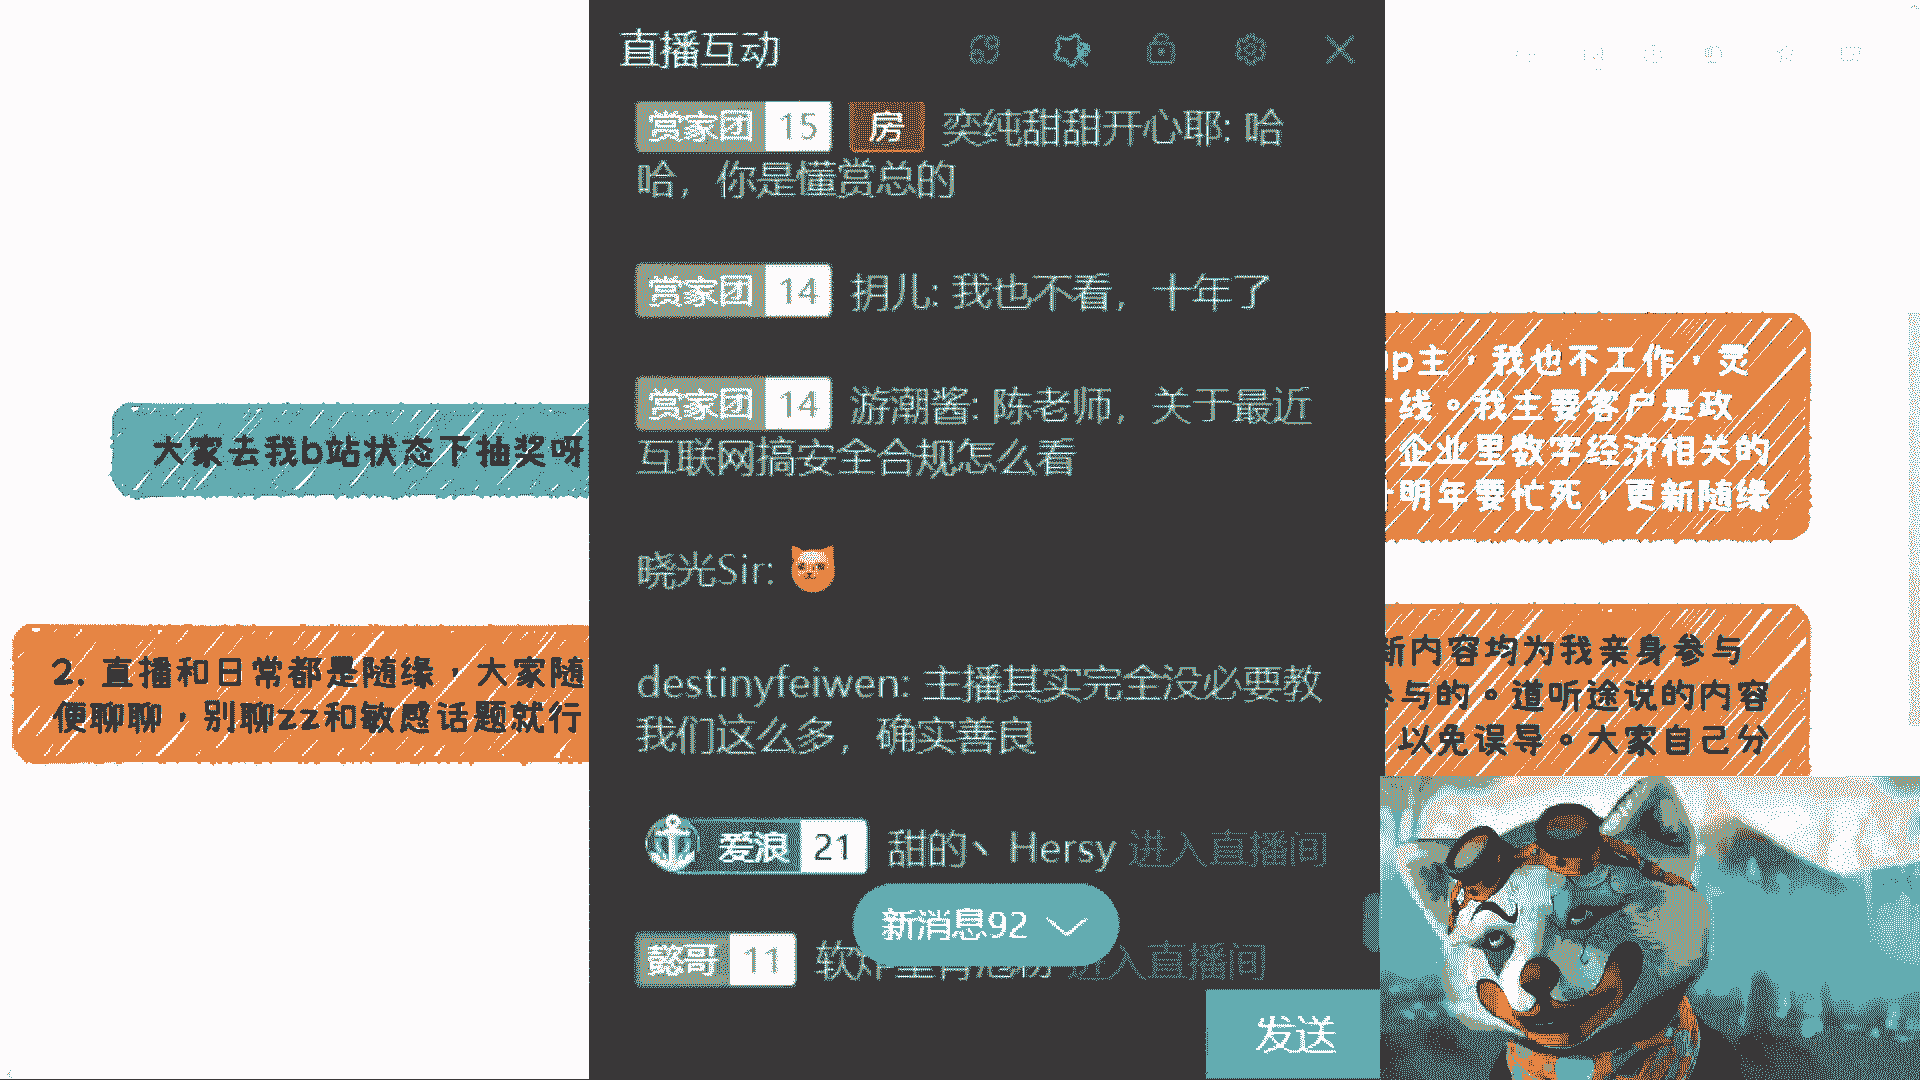 直播互动
赏家团 15 房 奕纯甜甜开心耶: 哈
哈，你是懂赏总的
赏家团 14 抈儿: 我也不看，十年了
赏家团 14 游潮酱: 陈老师，关于最近
互联网搞安全合规怎么看
晓光Sir:
destinyfeiwen: 主播其实完全没必要教
我们这么多，确实善良
爱浪 21 甜的丶Hersy 进入直播间
新消息92
懿哥 11 软炸 进入直播间
发送
大家去我b站状态下抽奖呀
2. 直播和日常都是随缘，大家随
便聊聊，别聊zz和敏感话题就行
up主，我也不工作，灵
线。我主要客户是政
企业里数字经济相关的
明年要忙死，更新随缘
新内容均为我亲身参与
参与的。道听途说的内容
以免误导。大家自己分